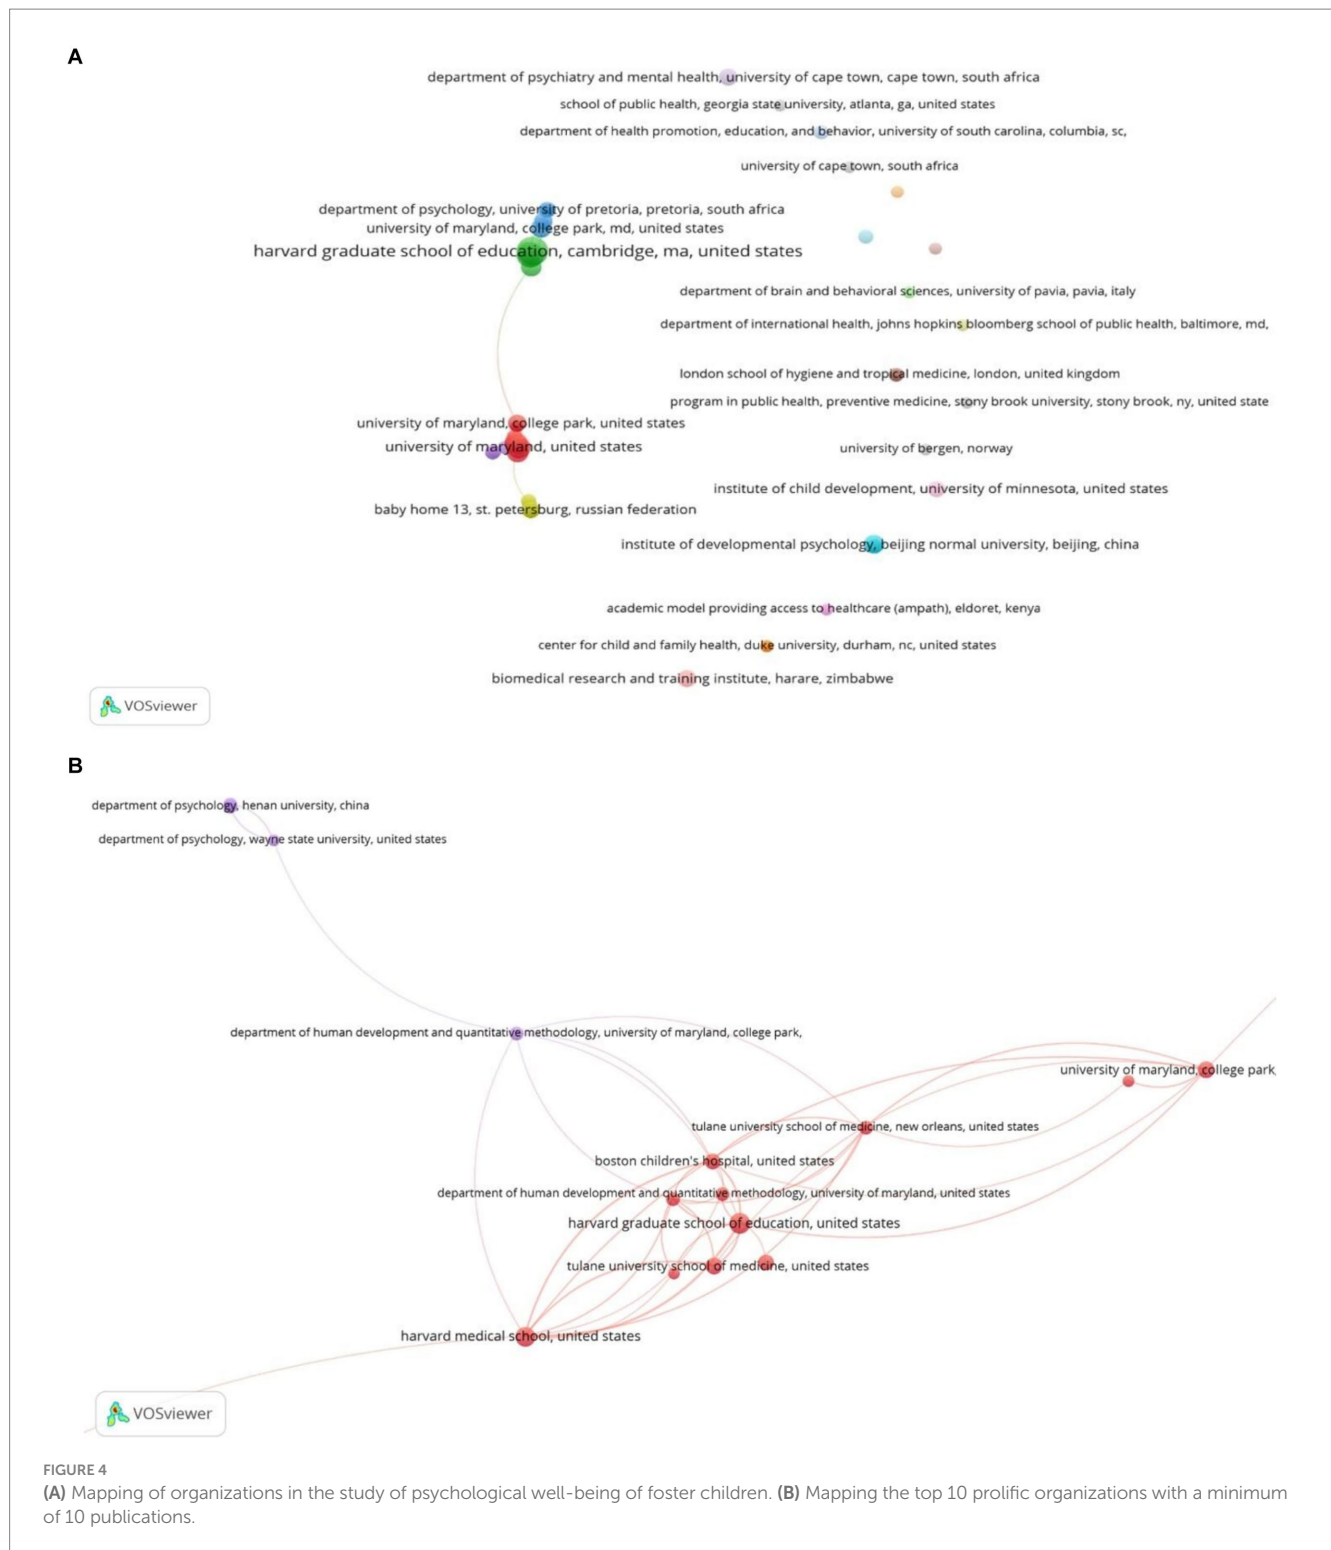 A
department of psychiatry and mental health, university of cape town, cape town, south africa
school of public health, georgia state university, atlanta, ga, united states
department of health promotion, education, and behavior, university of south carolina, columbia, sc,
university of cape town, south africa
department of psychology, university of pretoria, pretoria, south africa
university of maryland, college park, md, united states
harvard graduate school of education, cambridge, ma, united states
department of brain and behavioral sciences, university of pavia, pavia, italy
department of international health, johns hopkins bloomberg school of public health, baltimore, md,
london school of hygiene and tropical medicine, london, united kingdom
program in public health, preventive medicine, stony brook university, stony brook, ny, united state
university of maryland, college park, united states
university of maryland, united states
university of bergen, norway
institute of child development, university of minnesota, united states
baby home 13, st. petersburg, russian federation
institute of developmental psychology, beijing normal university, beijing, china
academic model providing access to healthcare (ampath), eldoret, kenya
center for child and family health, duke university, durham, nc, united states
biomedical research and training institute, harare, zimbabwe
VOSviewer
B
department of psychology, henan university, china
department of psychology, wayne state university, united states
department of human development and quantitative methodology, university of maryland, college park,
university of maryland, college park,
tulane university school of medicine, new orleans, united states
boston children's hospital, united states
department of human development and quantitative methodology, university of maryland, united states
harvard graduate school of education, united states
tulane university school of medicine, united states
harvard medical school, united states
VOSviewer
FIGURE 4
(A) Mapping of organizations in the study of psychological well-being of foster children. (B) Mapping the top 10 prolific organizations with a minimum
of 10 publications.